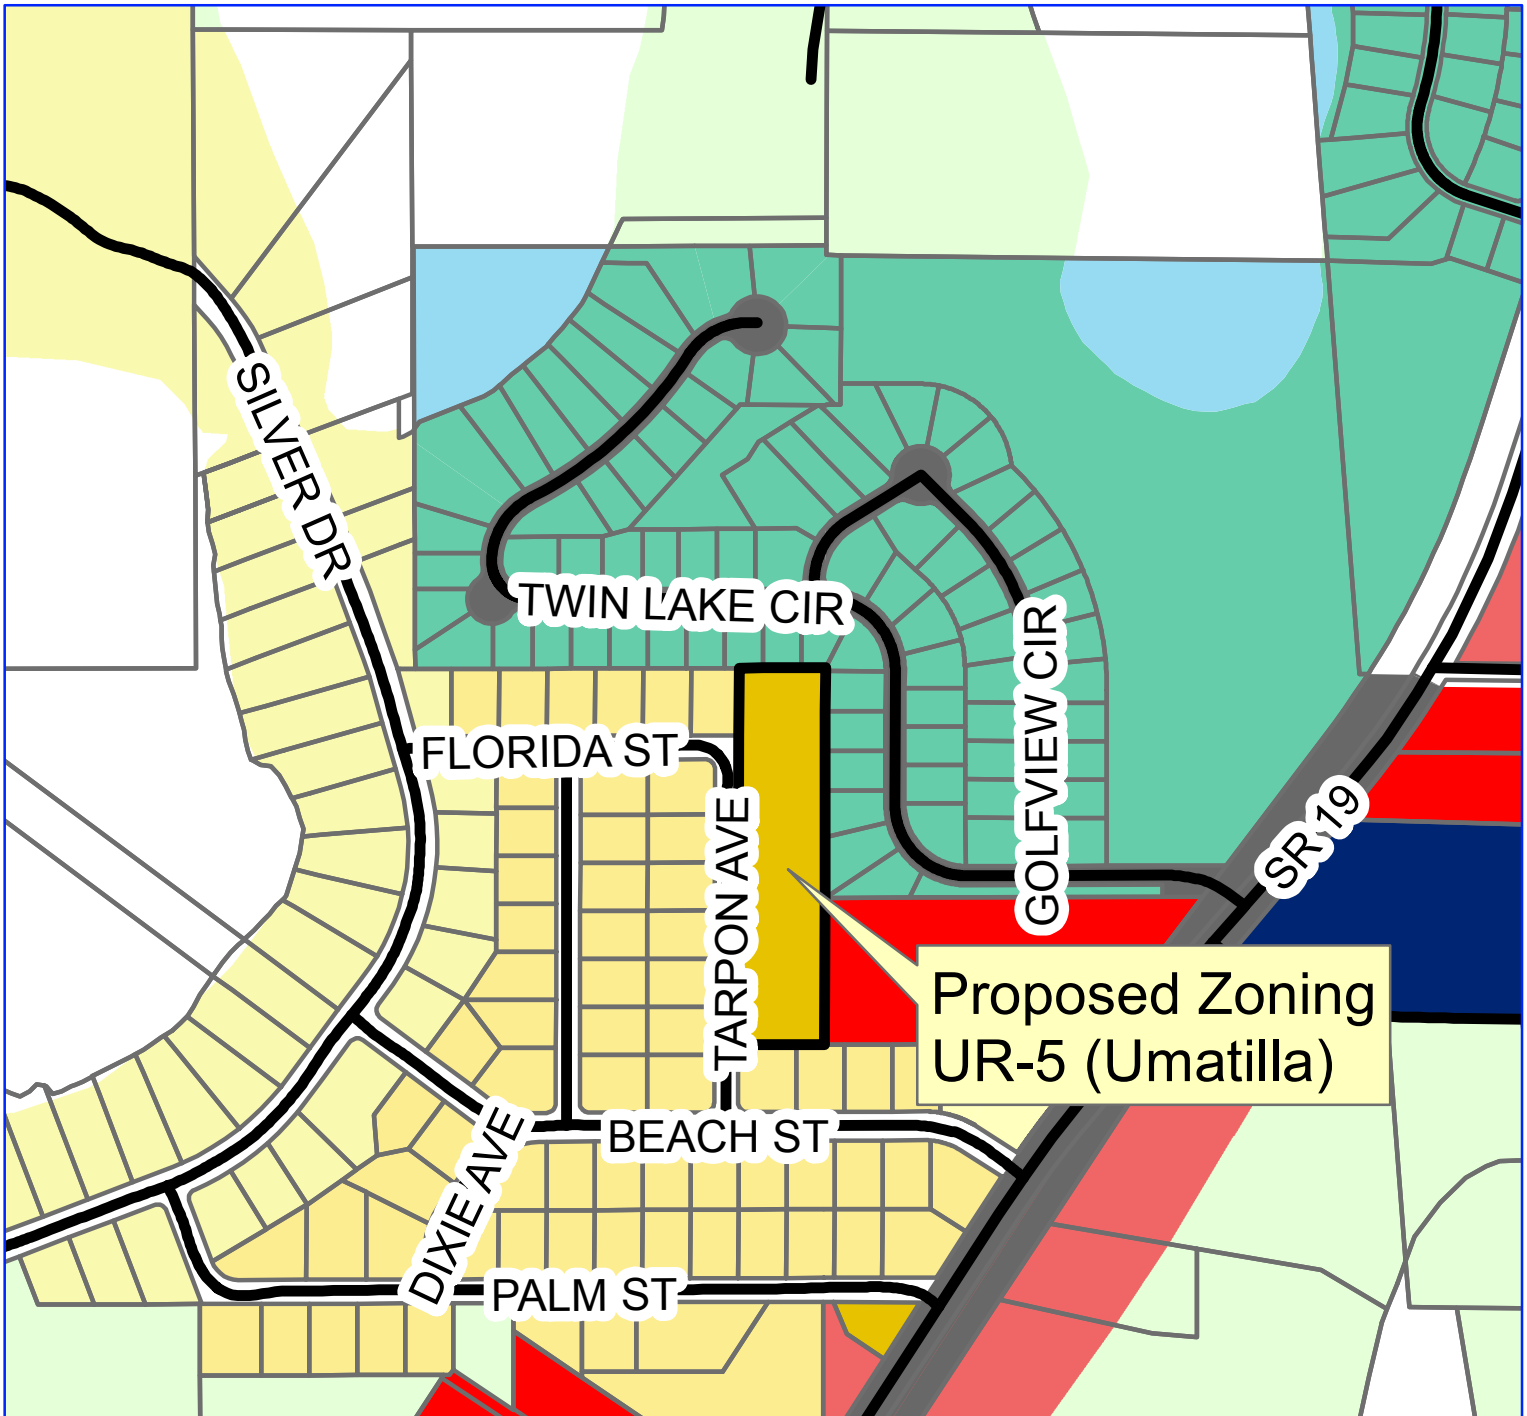 SILVER DR
TWIN LAKE CIR
GOLFVIEW CIR
FLORIDA ST
TARPON AVE
SR 19
Proposed Zoning
UR-5 (Umatilla)
BEACH ST
DIXIE AVE
PALM ST